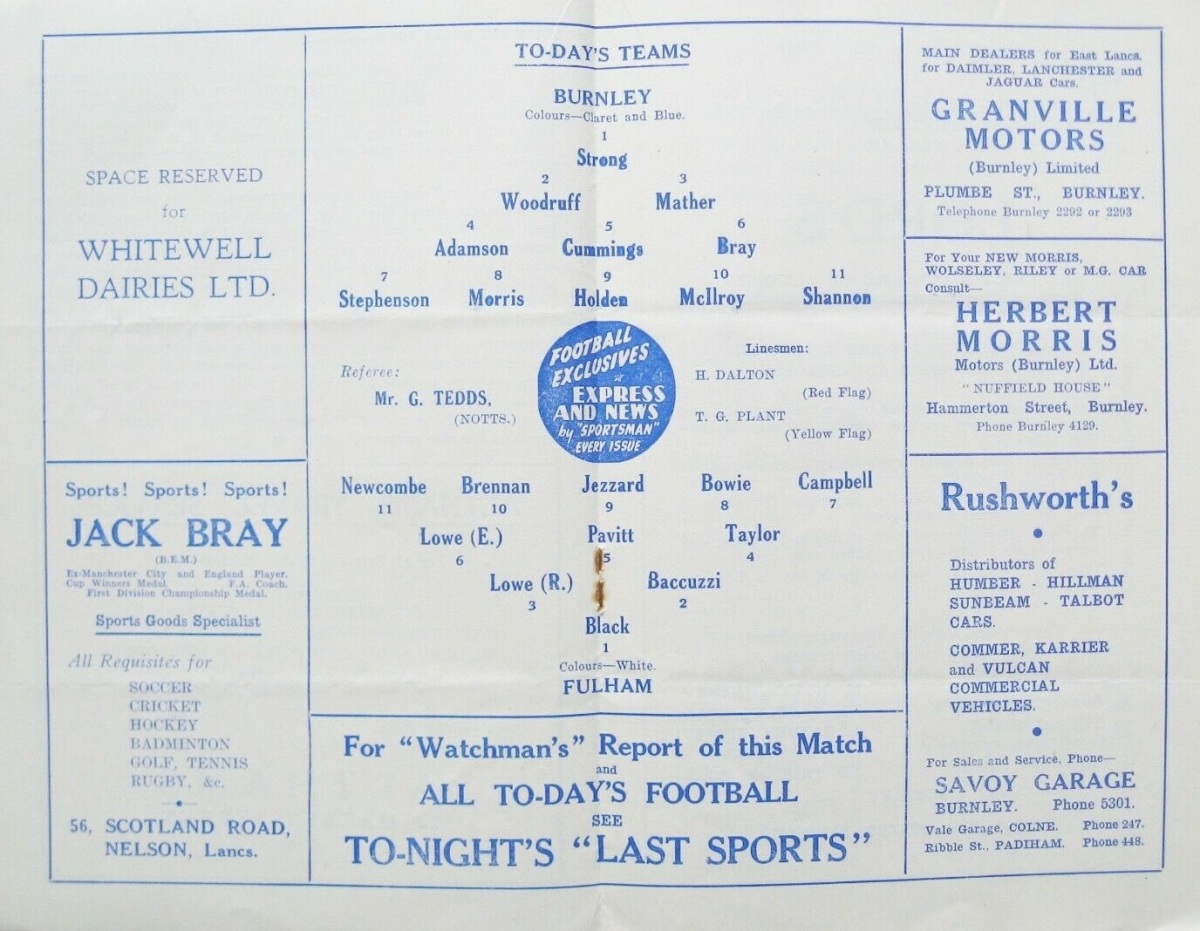 SPACE RESERVED
for
WHITEWELL
DAIRIES LTD.
Sports! Sports! Sports!
JACK BRAY
(B.E.M.)
Ex-Manchester City and England Player.
Cup Winners Medal. F.A. Coach.
First Division Championship Medal.
Sports Goods Specialist
All Requisites for
SOCCER
CRICKET
HOCKEY
BADMINTON
GOLF, TENNIS
RUGBY, &c.
56, SCOTLAND ROAD,
NELSON, Lancs.
TO-DAY'S TEAMS
BURNLEY
Colours—Claret and Blue.
1
Strong
2 3
Woodruff Mather
4 5 6
Adamson Cummings Bray
7 8 9 10 11
Stephenson Morris Holden McIlroy Shannon
Referee:
Mr. G. TEDDS,
(NOTTS.)
FOOTBALL
EXCLUSIVES
EXPRESS
AND NEWS
by "SPORTSMAN"
EVERY ISSUE
Linesmen:
H. DALTON
(Red Flag)
T. G. PLANT
(Yellow Flag)
Newcombe Brennan Jezzard Bowie Campbell
11 10 9 8 7
Lowe (E.) Pavitt Taylor
6 5 4
Lowe (R.) Baccuzzi
3 2
Black
1
Colours—White.
FULHAM
For "Watchman's" Report of this Match
and
ALL TO-DAY'S FOOTBALL
SEE
TO-NIGHT'S "LAST SPORTS"
MAIN DEALERS for East Lancs.
for DAIMLER, LANCHESTER and
JAGUAR Cars.
GRANVILLE
MOTORS
(Burnley) Limited
PLUMBE ST., BURNLEY.
Telephone Burnley 2292 or 2293
For Your NEW MORRIS,
WOLSELEY, RILEY or M.G. CAR
Consult—
HERBERT
MORRIS
Motors (Burnley) Ltd.
"NUFFIELD HOUSE"
Hammerton Street, Burnley.
Phone Burnley 4129.
Rushworth's
Distributors of
HUMBER - HILLMAN
SUNBEAM - TALBOT
CARS.
COMMER, KARRIER
and VULCAN
COMMERCIAL
VEHICLES.
For Sales and Service, Phone—
SAVOY GARAGE
BURNLEY. Phone 5301.
Vale Garage, COLNE. Phone 247.
Ribble St., PADIHAM. Phone 448.